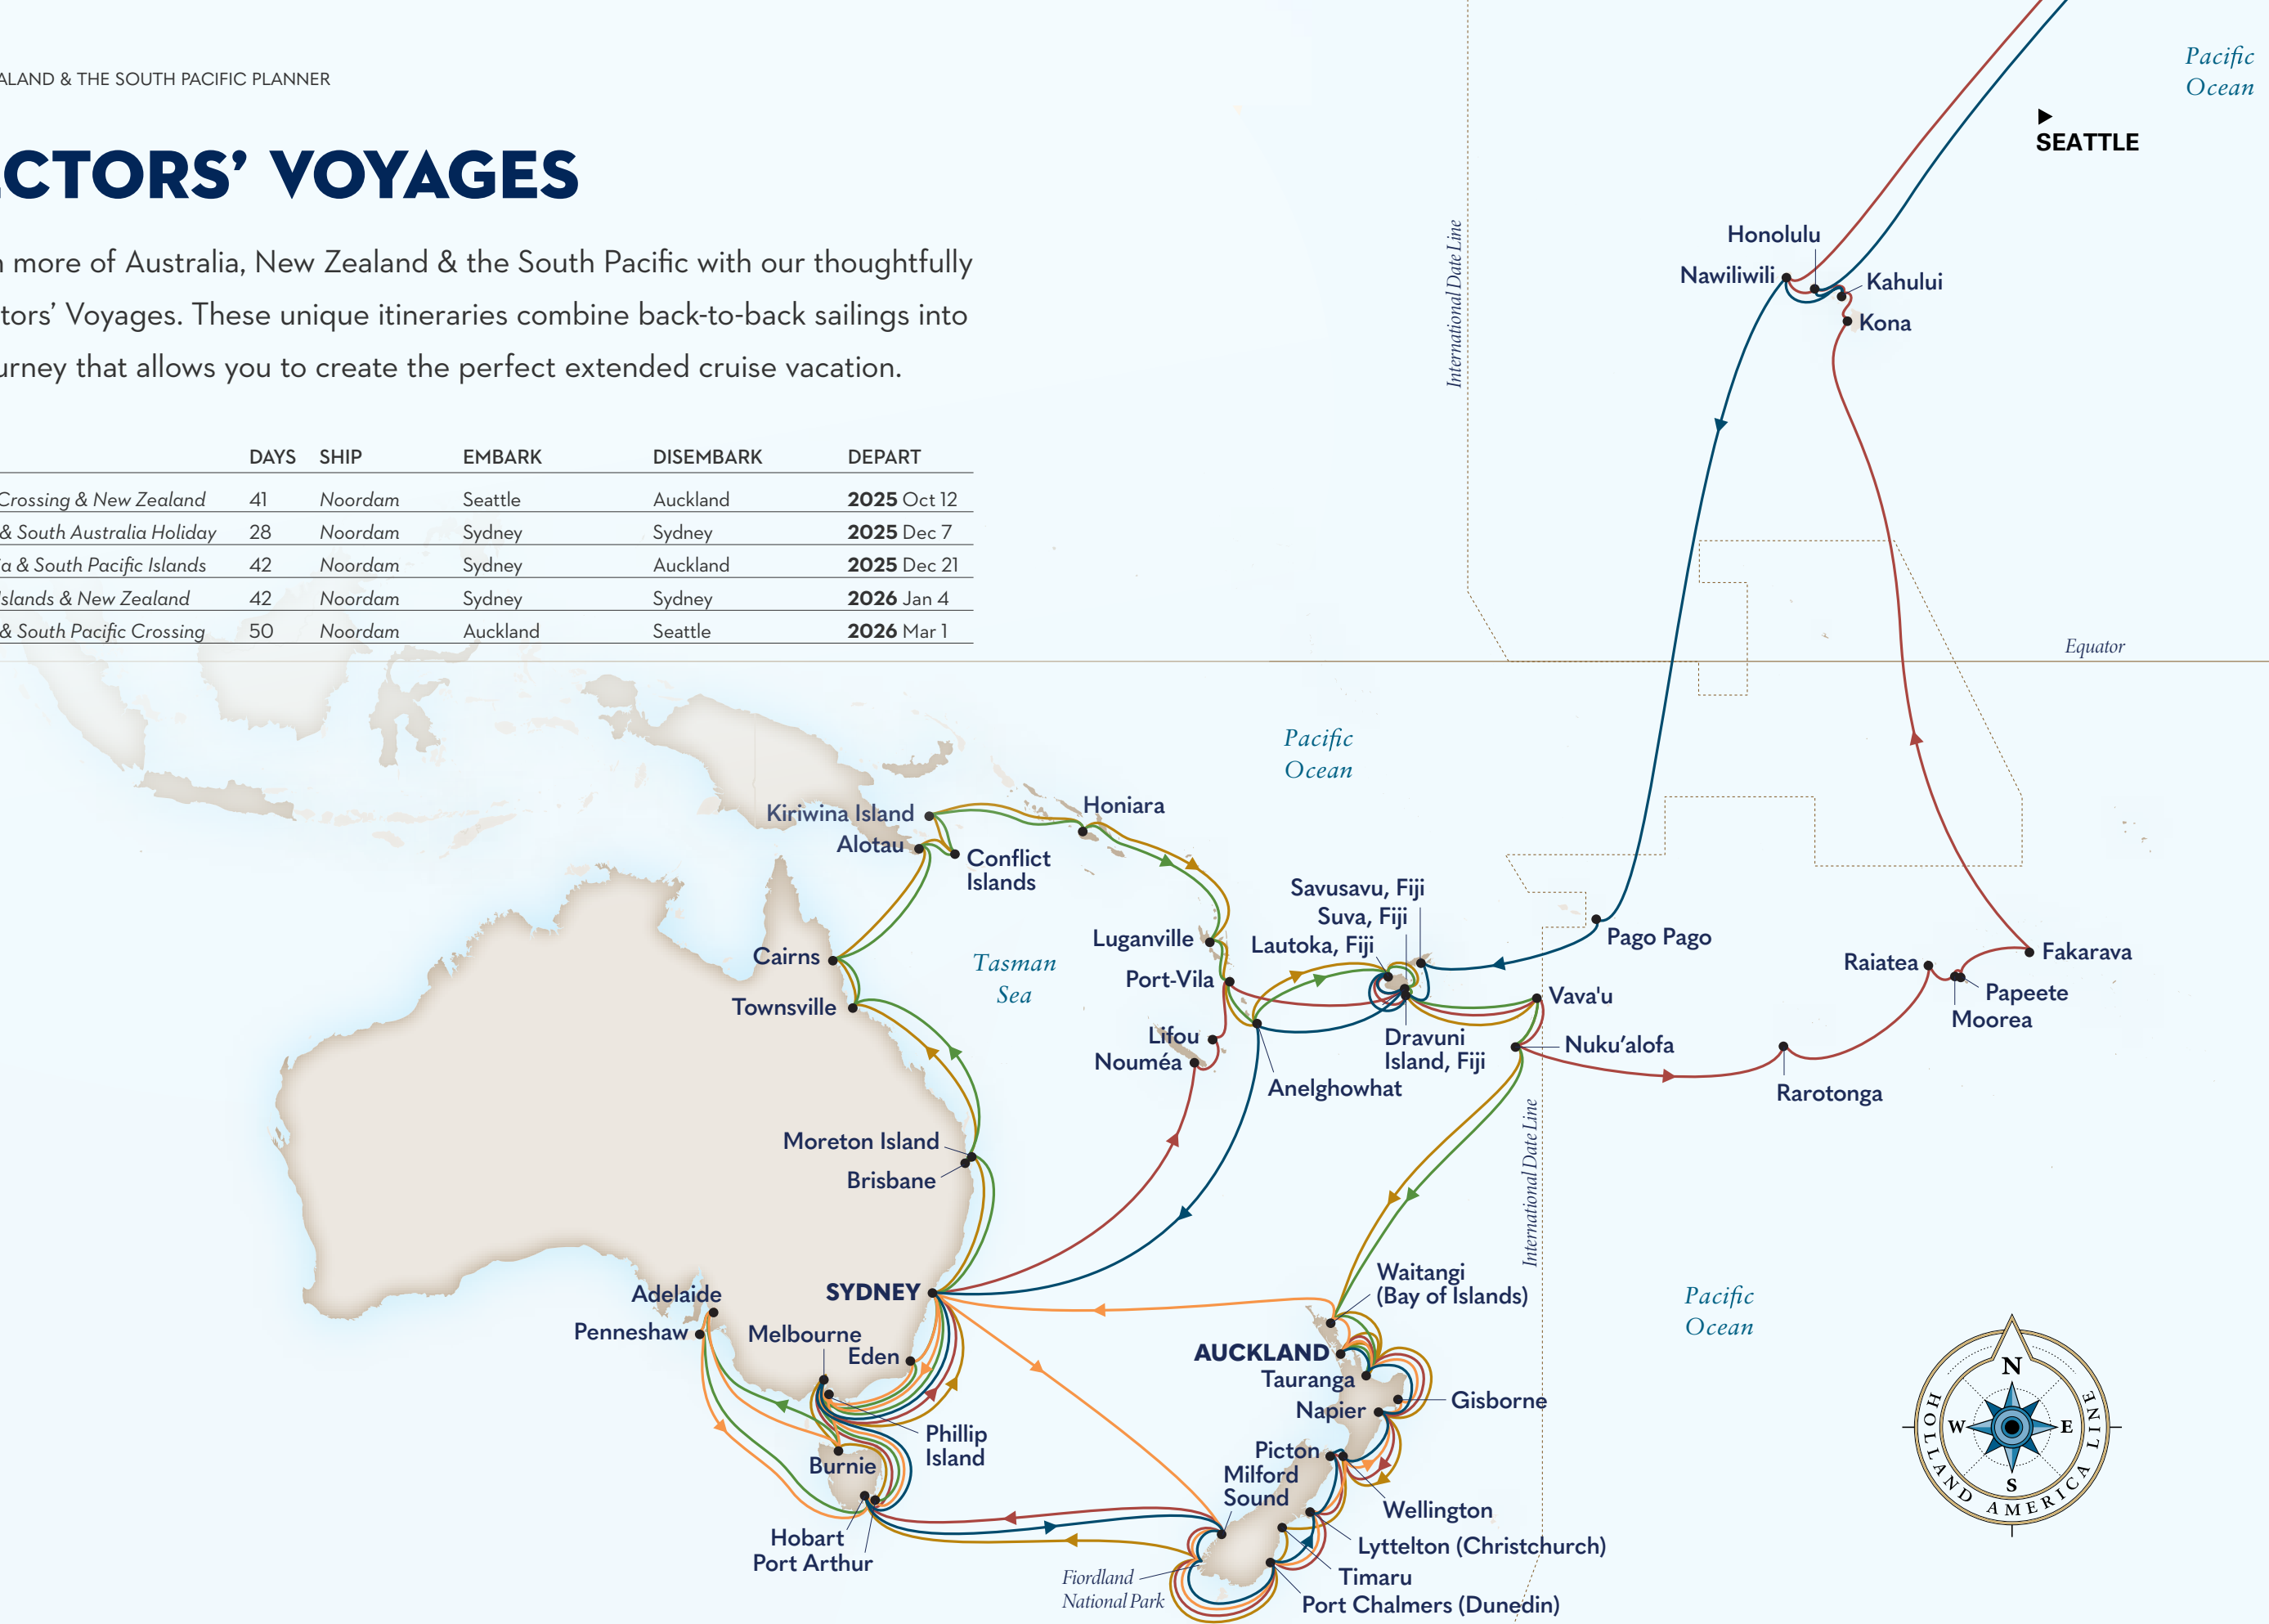 ALAND & THE SOUTH PACIFIC PLANNER
CTORS’ VOYAGES
more of Australia, New Zealand & the South Pacific with our thoughtfully
tors’ Voyages. These unique itineraries combine back-to-back sailings into
urney that allows you to create the perfect extended cruise vacation.
DAYS SHIP EMBARK DISEMBARK DEPART
Crossing & New Zealand 41 Noordam Seattle Auckland 2025 Oct 12
& South Australia Holiday 28 Noordam Sydney Sydney 2025 Dec 7
a & South Pacific Islands 42 Noordam Sydney Auckland 2025 Dec 21
Islands & New Zealand 42 Noordam Sydney Sydney 2026 Jan 4
& South Pacific Crossing 50 Noordam Auckland Seattle 2026 Mar 1
Pacific
Ocean
SEATTLE
International Date Line
Honolulu
Nawiliwili
Kahului
Kona
Equator
Pacific
Ocean
Kiriwina Island
Honiara
Alotau
Conflict
Islands
Savusavu, Fiji
Suva, Fiji
Lautoka, Fiji
Luganville
Pago Pago
Cairns
Tasman
Sea
Port-Vila
Raiatea
Fakarava
Papeete
Moorea
Townsville
Vava'u
Lifou
Nouméa
Dravuni
Island, Fiji
Nuku’alofa
Anelghowhat
Rarotonga
International Date Line
Moreton Island
Brisbane
SYDNEY
Adelaide
Penneshaw
Melbourne
Eden
Waitangi
(Bay of Islands)
Pacific
Ocean
AUCKLAND
Tauranga
Gisborne
Napier
Phillip
Island
Burnie
Picton
Milford
Sound
Wellington
Hobart
Port Arthur
Lyttelton (Christchurch)
Fiordland
National Park
Timaru
Port Chalmers (Dunedin)
N
W E
S
HOLLAND AMERICA LINE